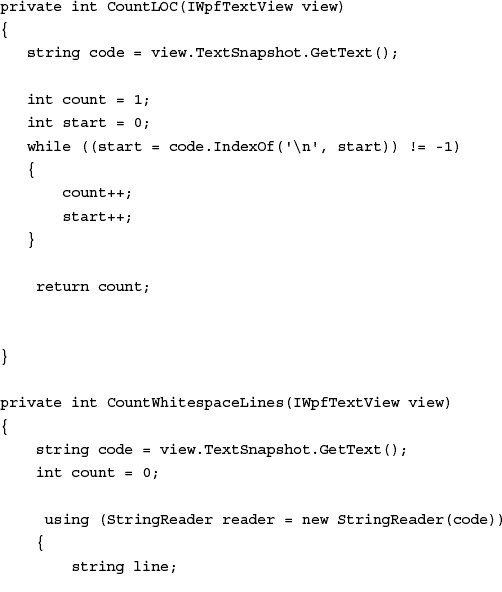 private int CountLOC(IWpfTextView view)
{
   string code = view.TextSnapshot.GetText();

   int count = 1;
   int start = 0;
   while ((start = code.IndexOf('\n', start)) != -1)
   {
       count++;
       start++;
   }

    return count;


}

private int CountWhitespaceLines(IWpfTextView view)
{
    string code = view.TextSnapshot.GetText();
    int count = 0;

     using (StringReader reader = new StringReader(code))
    {
        string line;